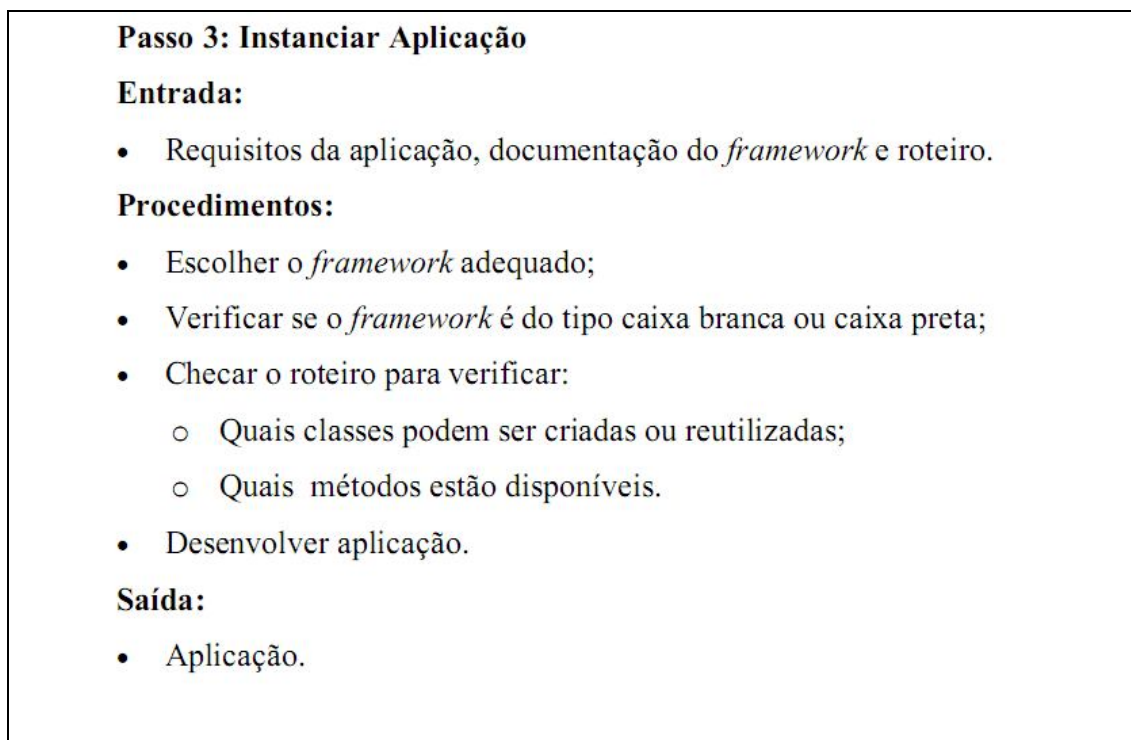 Passo 3: Instanciar Aplicação
Entrada:
• Requisitos da aplicação, documentação do framework e roteiro.
Procedimentos:
• Escolher o framework adequado;
• Verificar se o framework é do tipo caixa branca ou caixa preta;
• Checar o roteiro para verificar:
o Quais classes podem ser criadas ou reutilizadas;
o Quais métodos estão disponíveis.
• Desenvolver aplicação.
Saída:
• Aplicação.